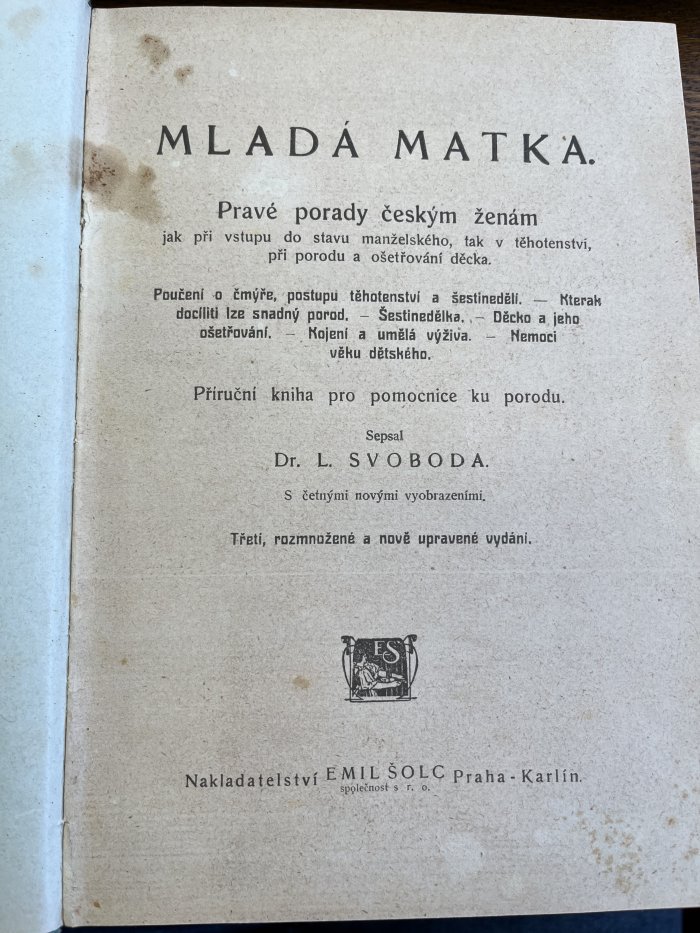 MLADÁ MATKA.
Pravé porady českým ženám
jak při vstupu do stavu manželského, tak v těhotenství,
při porodu a ošetřování děcka.
Poučení o čmýře, postupu těhotenství a šestinedělí. — Kterak
docíliti lze snadný porod. — Šestinedělka. — Děcko a jeho
ošetřování. — Kojení a umělá výživa. — Nemoci
věku dětského.
Příruční kniha pro pomocnice ku porodu.
Sepsal
Dr. L. SVOBODA.
S četnými novými vyobrazeními.
Třetí, rozmnožené a nově upravené vydání.
ES
Nakladatelství EMIL ŠOLC Praha-Karlín.
společnost s r. o.